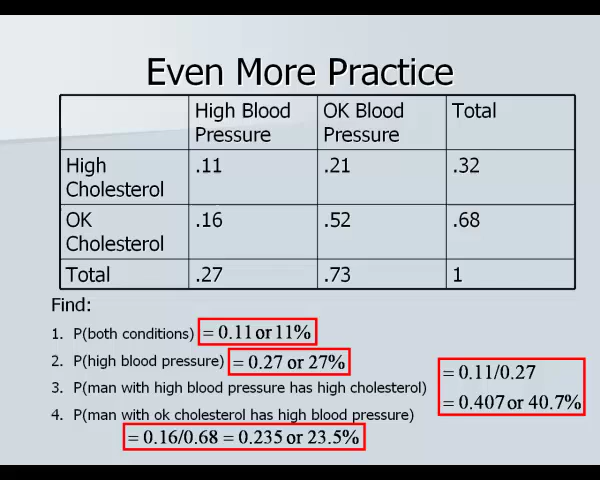 Even More Practice
High Blood Pressure OK Blood Pressure Total
High Cholesterol .11 .21 .32
OK Cholesterol .16 .52 .68
Total .27 .73 1
Find:
1. P(both conditions) = 0.11 or 11%
2. P(high blood pressure) = 0.27 or 27%
3. P(man with high blood pressure has high cholesterol) = 0.11/0.27
= 0.407 or 40.7%
4. P(man with ok cholesterol has high blood pressure)
= 0.16/0.68 = 0.235 or 23.5%